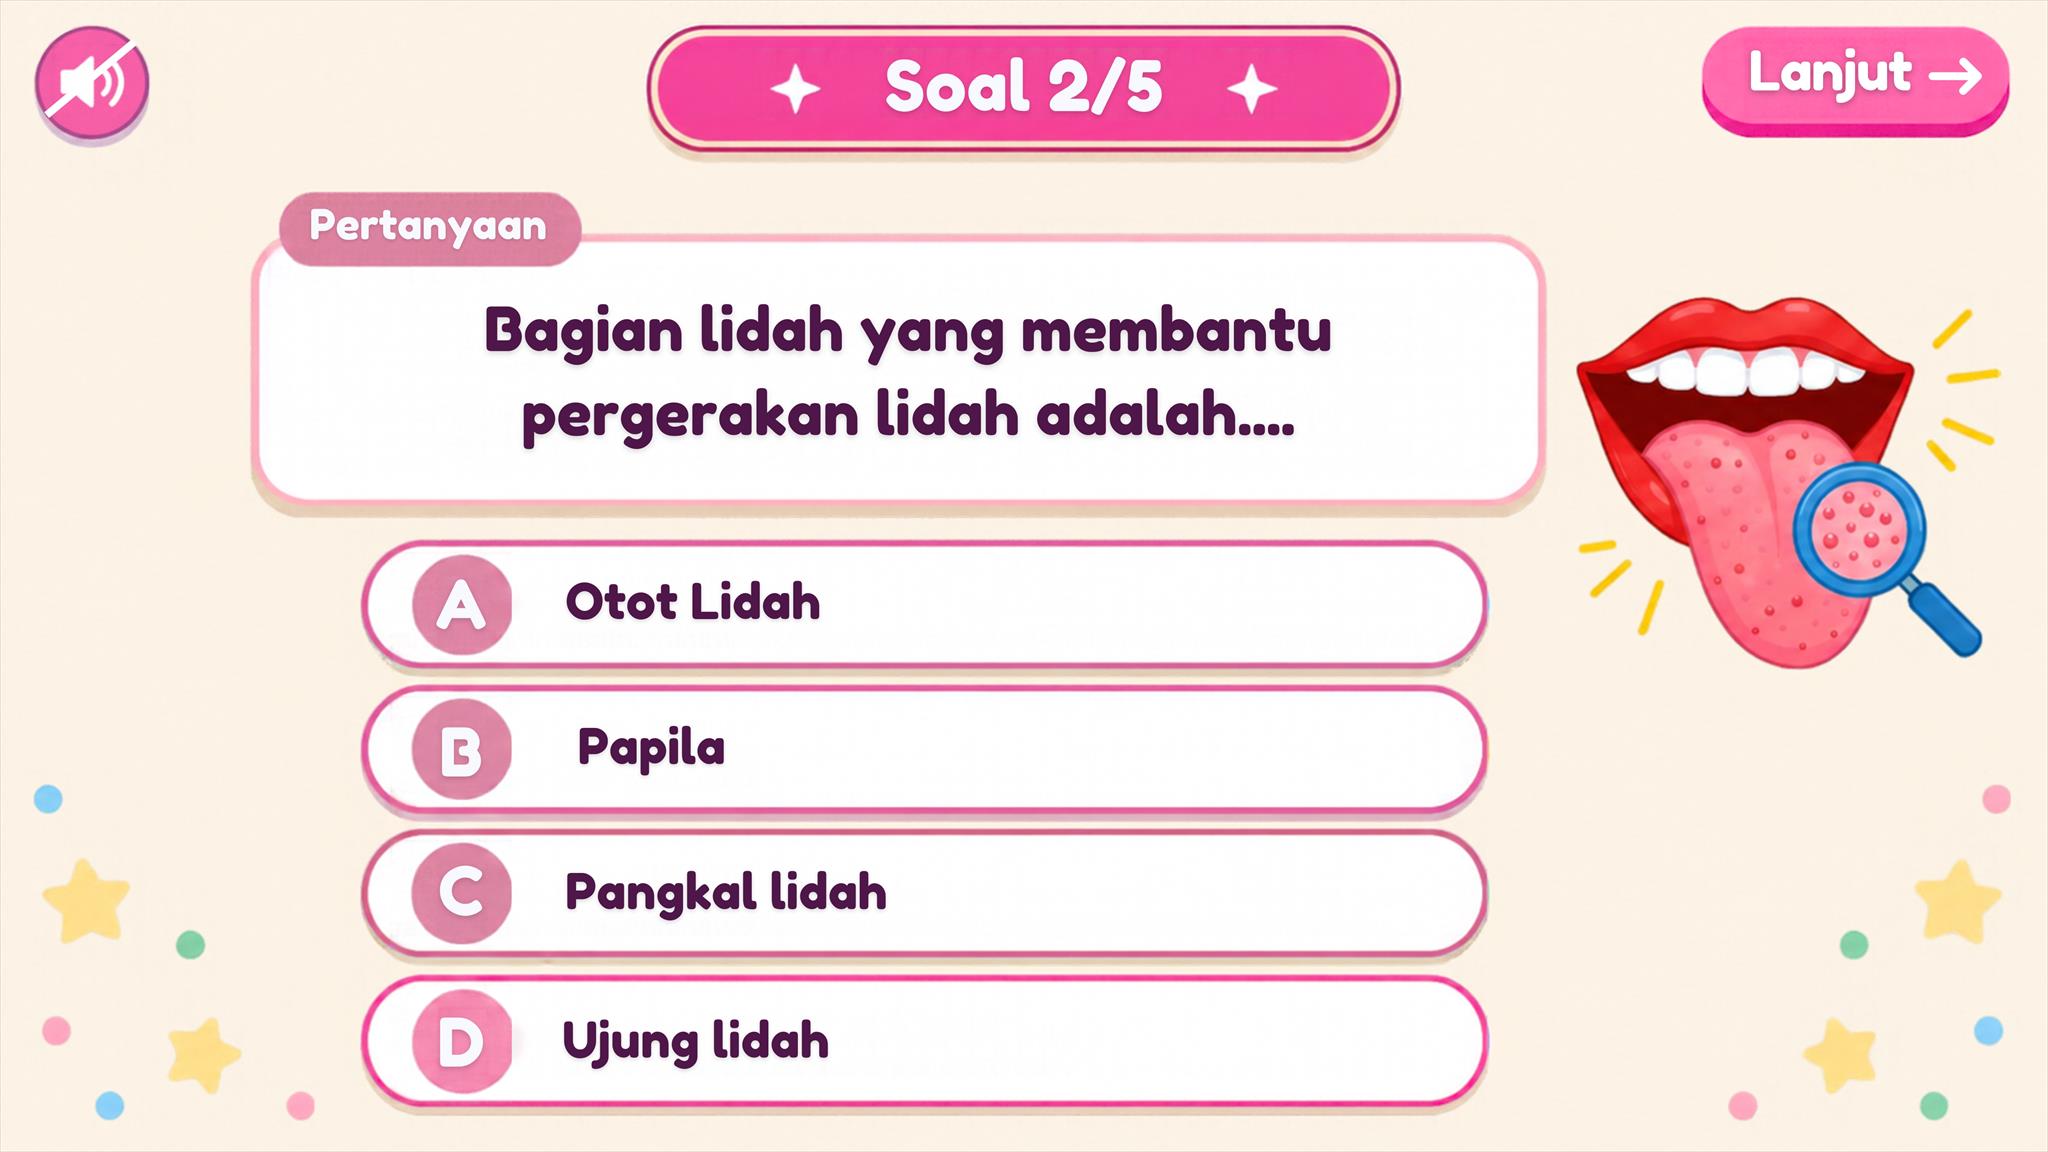 Soal 2/5
Lanjut
Pertanyaan
Bagian lidah yang membantu
pergerakan lidah adalah....
A Otot Lidah
B Papila
C Pangkal lidah
D Ujung lidah